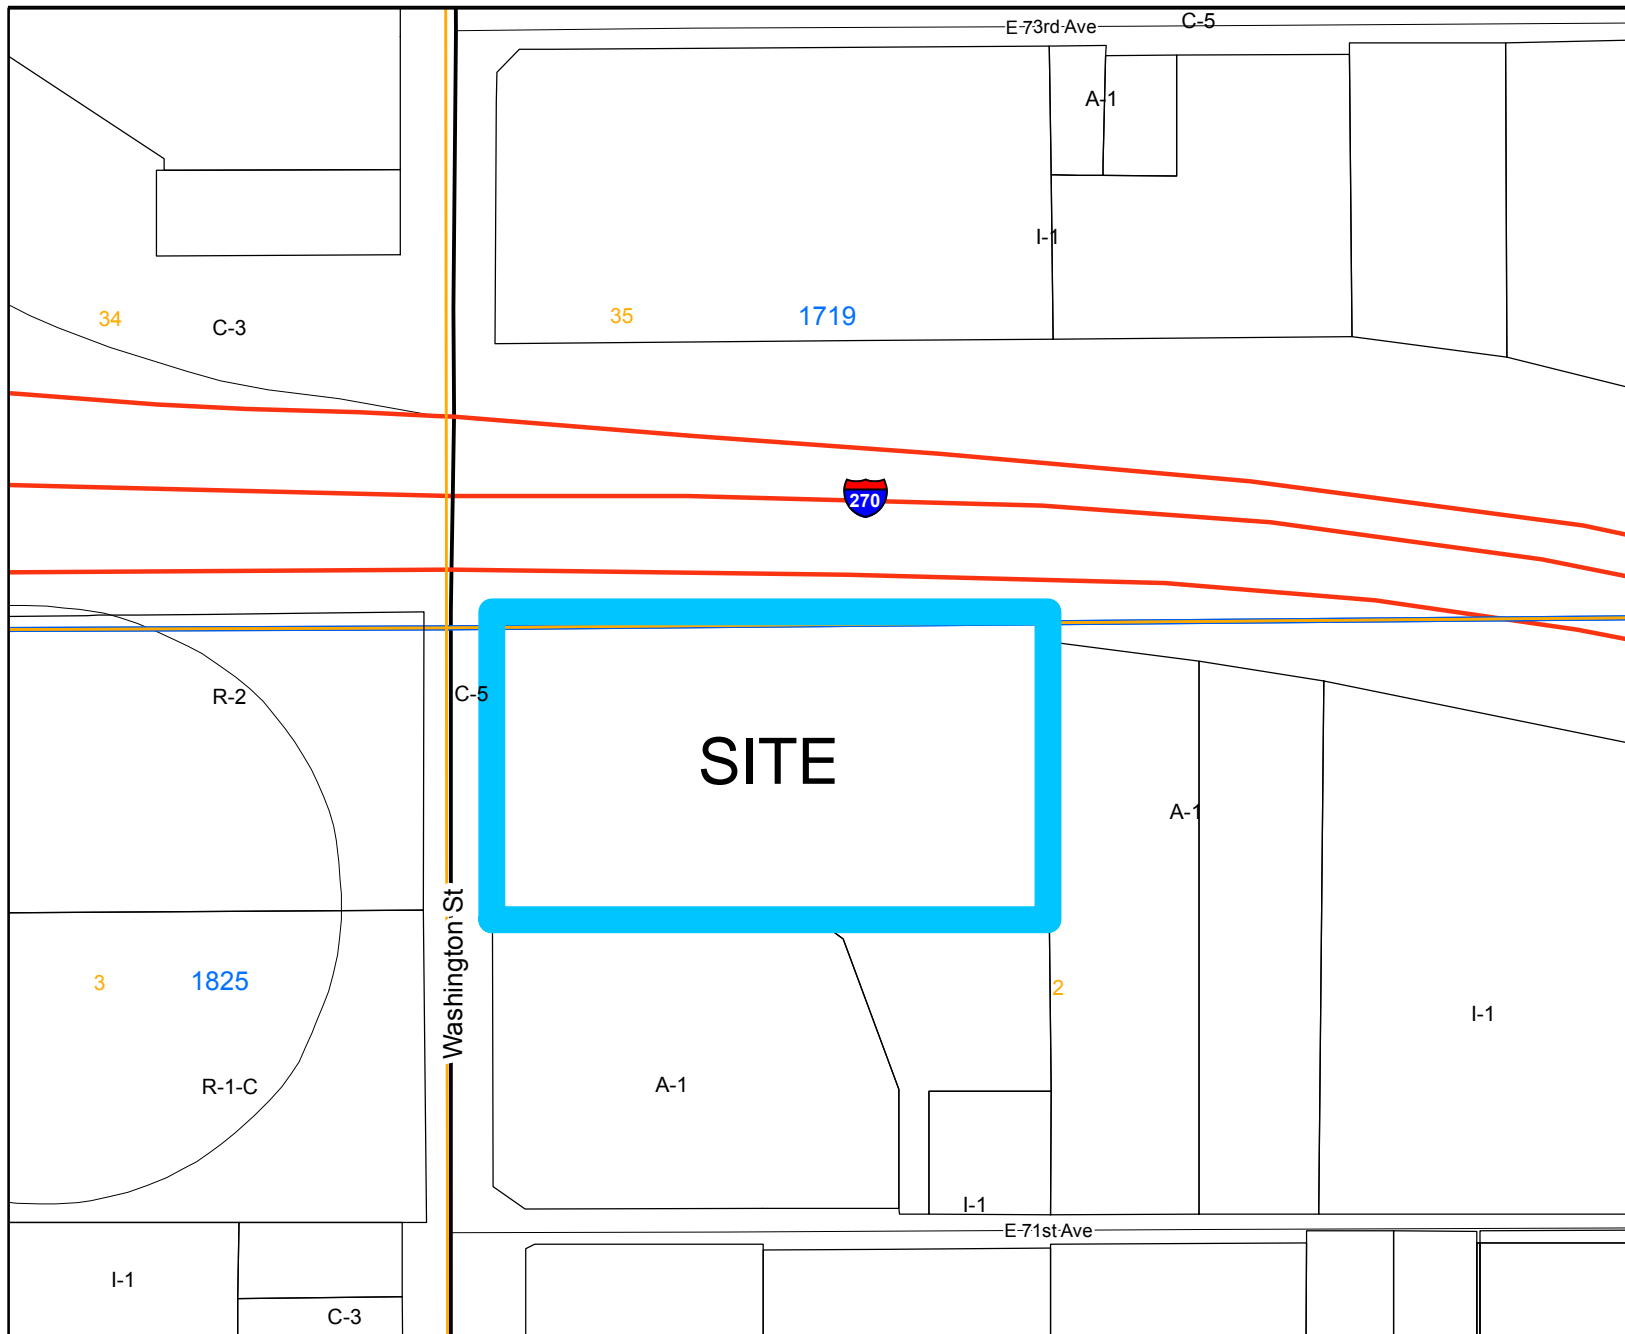 E 73rd Ave
C-5
A-1
I-1
34
C-3
35
1719
270
R-2
C-5
SITE
A-1
Washington St
3
1825
2
I-1
R-1-C
A-1
I-1
E 71st Ave
I-1
C-3